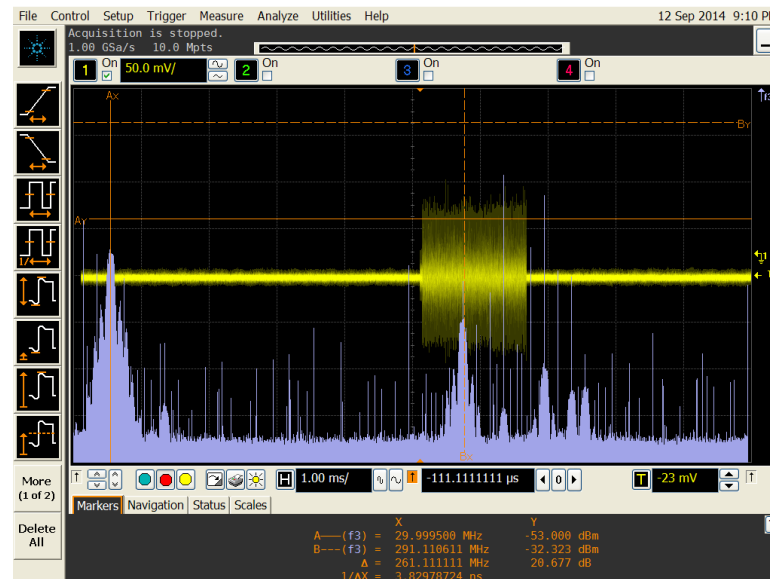 File Control Setup Trigger Measure Analyze Utilities Help 12 Sep 2014 9:10 PM
Acquisition is stopped.
1.00 GSa/s 10.0 Mpts
1 On 50.0 mV/ 2 On 3 On 4 On
Ax
f3
By
Ay
1
T
Bx
1/
More
(1 of 2)
Delete
All
H 1.00 ms/ -111.1111111 µs 0 T -23 mV
Markers Navigation Status Scales
X Y
A——(f3) = 29.999500 MHz -53.000 dBm
B---(f3) = 291.110611 MHz -32.323 dBm
Δ = 261.111111 MHz 20.677 dB
1/ΔX = 3.82978724 ns